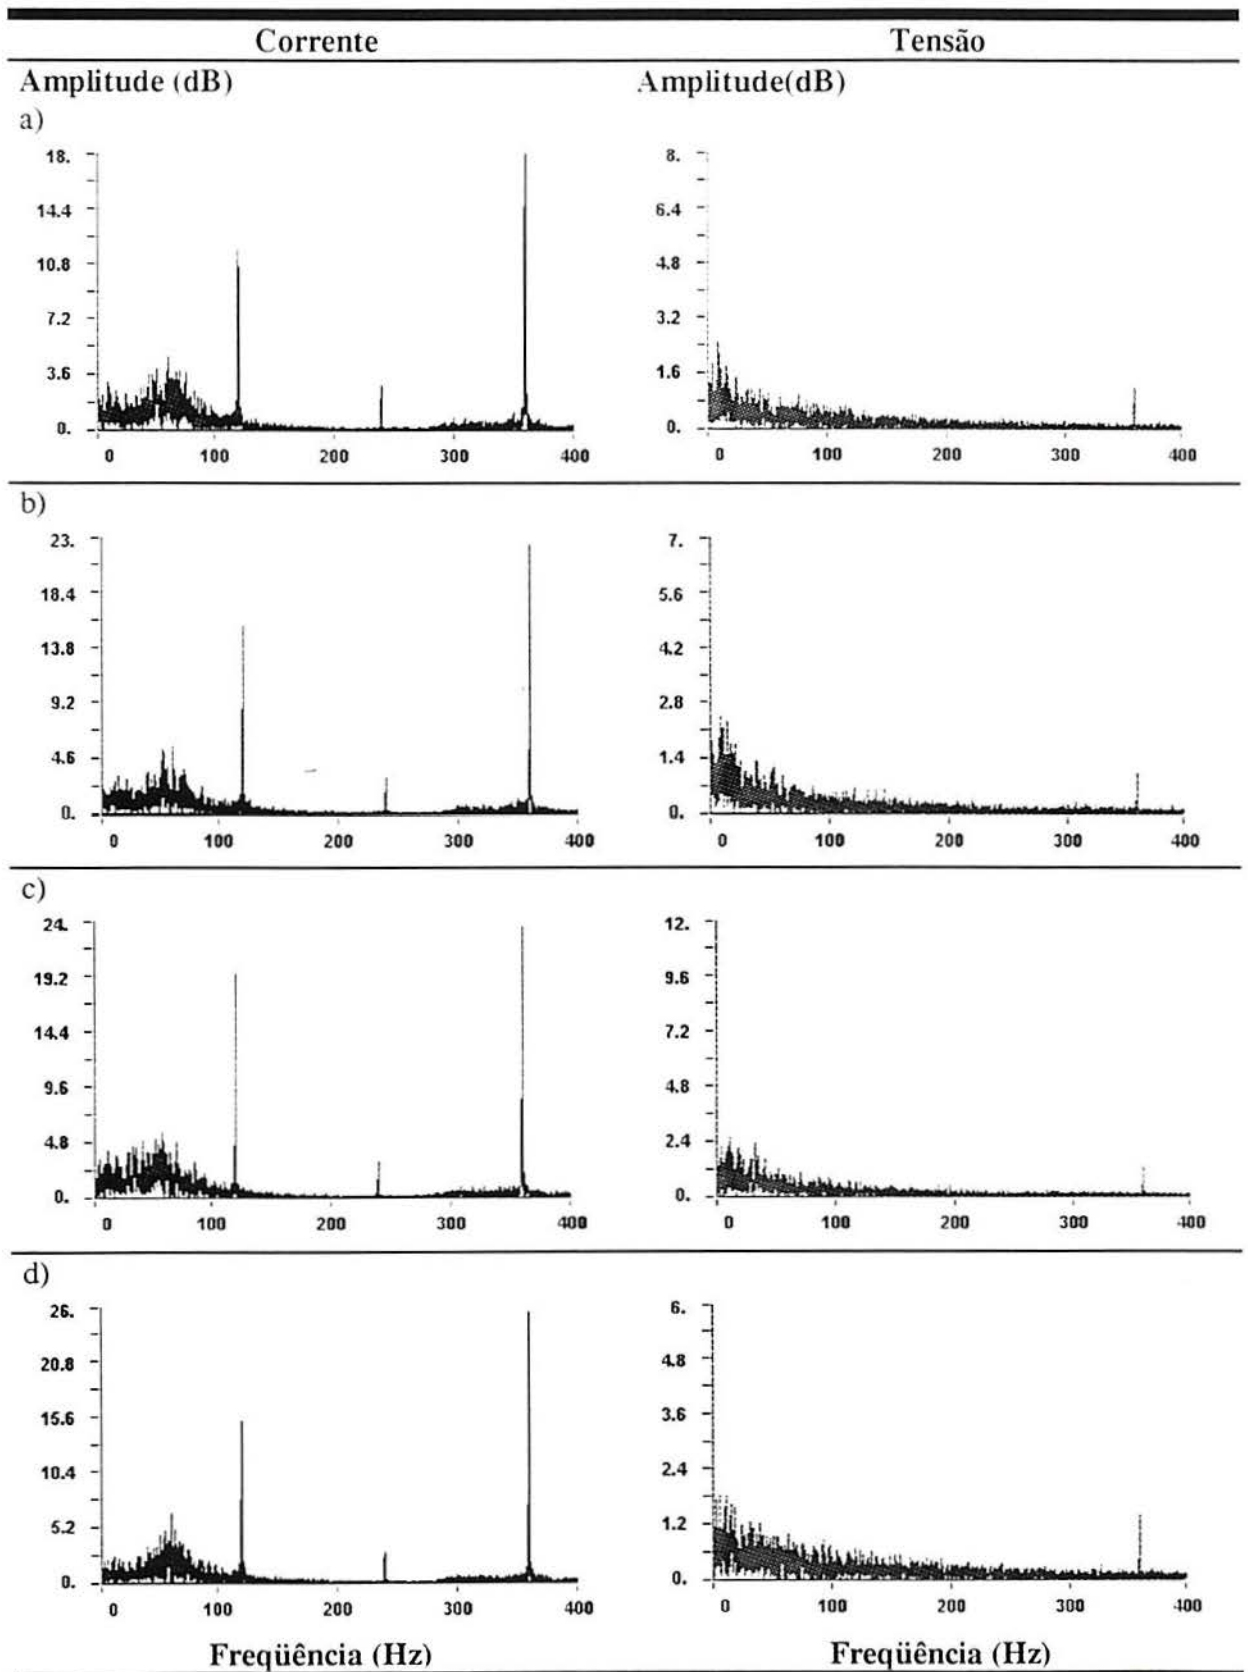 Corrente Tensão
Amplitude (dB) Amplitude(dB)
a)
18. 8.
14.4 6.4
10.8 4.8
7.2 3.2
3.6 1.6
0. 0.
0 100 200 300 400 0 100 200 300 400
b)
23. 7.
18.4 5.6
13.8 4.2
9.2 2.8
4.6 1.4
0. 0.
0 100 200 300 400 0 100 200 300 400
c)
24. 12.
19.2 9.6
14.4 7.2
9.6 4.8
4.8 2.4
0. 0.
0 100 200 300 400 0 100 200 300 400
d)
26. 6.
20.8 4.8
15.6 3.6
10.4 2.4
5.2 1.2
0. 0.
0 100 200 300 400 0 100 200 300 400
Freqüência (Hz) Freqüência (Hz)